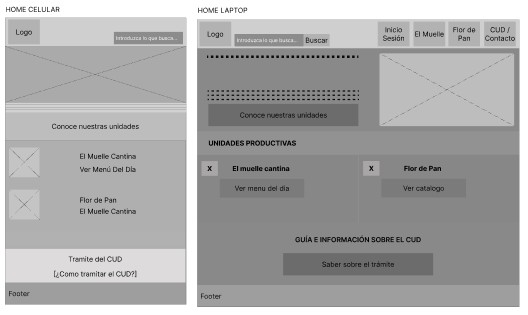 HOME CELULAR
Logo
Introduzca lo que busca...
Conoce nuestras unidades
El Muelle Cantina
Ver Menú Del Día
Flor de Pan
El Muelle Cantina
Tramite del CUD
[¿Como tramitar el CUD?]
Footer
HOME LAPTOP
Logo
Introduzca lo que busca...
Buscar
Inicio
Sesión
El Muelle
Flor de
Pan
CUD /
Contacto
Conoce nuestras unidades
UNIDADES PRODUCTIVAS
X
El muelle cantina
Ver menu del día
X
Flor de Pan
Ver catalogo
GUÍA E INFORMACIÓN SOBRE EL CUD
Saber sobre el trámite
Footer